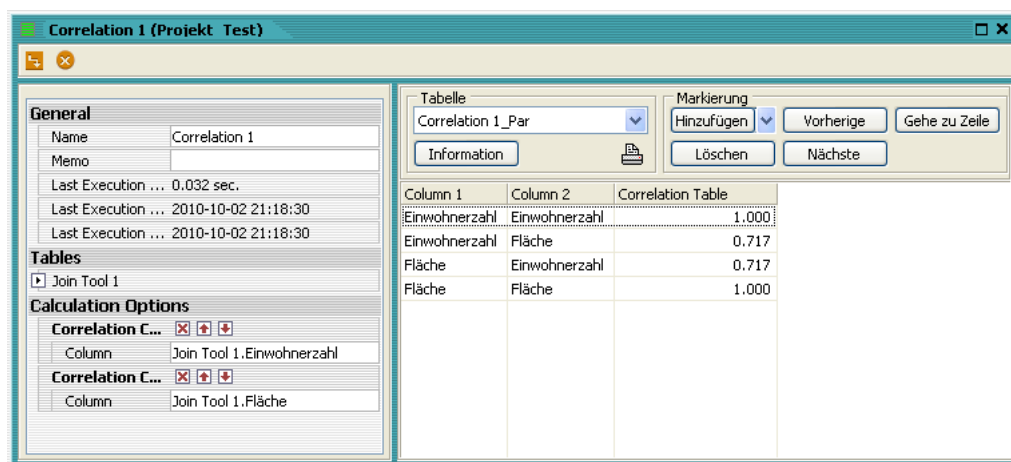 Correlation 1 (Projekt Test)
General
Name Correlation 1
Memo
Last Execution ... 0.032 sec.
Last Execution ... 2010-10-02 21:18:30
Last Execution ... 2010-10-02 21:18:30
Tables
Join Tool 1
Calculation Options
Correlation C...
Column Join Tool 1.Einwohnerzahl
Correlation C...
Column Join Tool 1.Fläche
Tabelle
Correlation 1_Par
Information
Markierung
Hinzufügen Vorherige Gehe zu Zeile
Löschen Nächste
Column 1 Column 2 Correlation Table
Einwohnerzahl Einwohnerzahl 1.000
Einwohnerzahl Fläche 0.717
Fläche Einwohnerzahl 0.717
Fläche Fläche 1.000